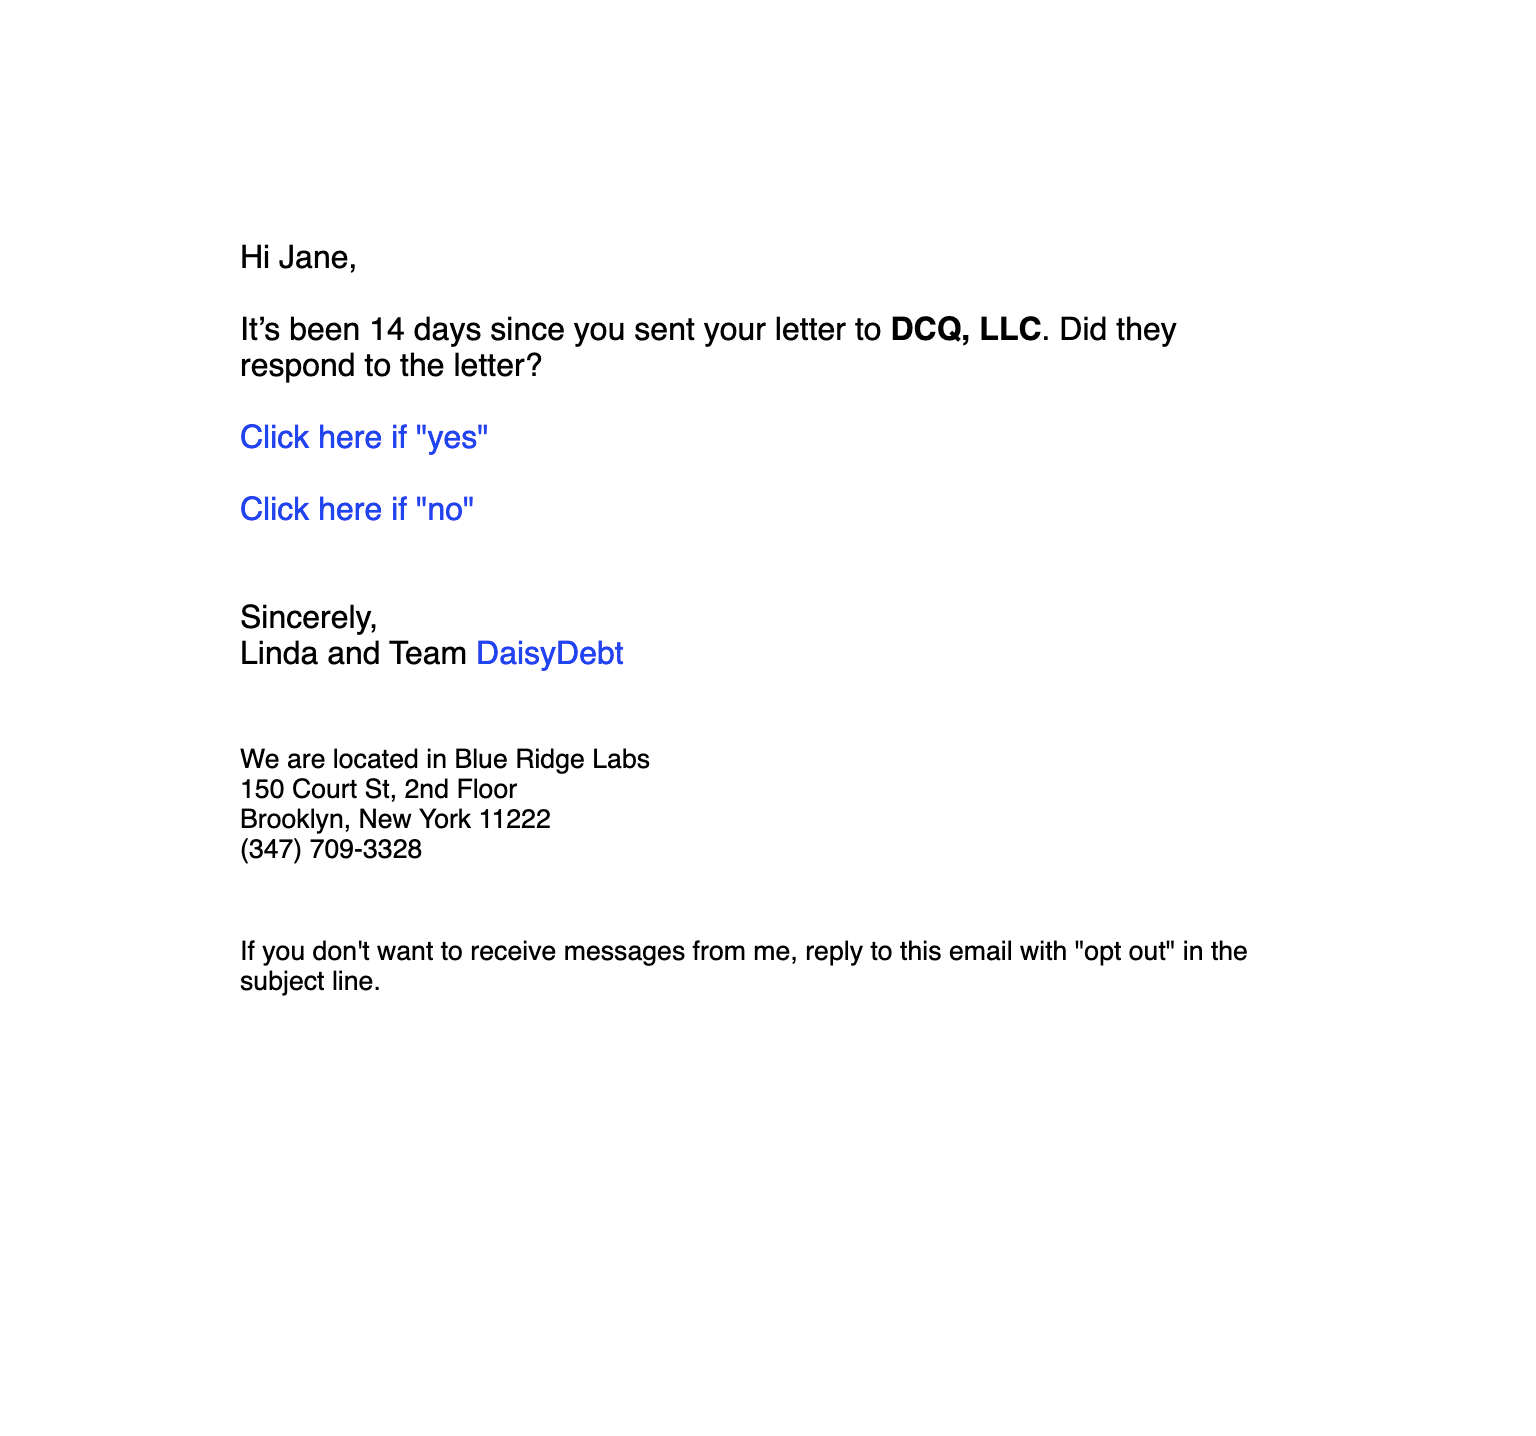 Hi Jane,
It’s been 14 days since you sent your letter to DCQ, LLC. Did they
respond to the letter?
Click here if "yes"
Click here if "no"
Sincerely,
Linda and Team DaisyDebt
We are located in Blue Ridge Labs
150 Court St, 2nd Floor
Brooklyn, New York 11222
(347) 709-3328
If you don't want to receive messages from me, reply to this email with "opt out" in the
subject line.